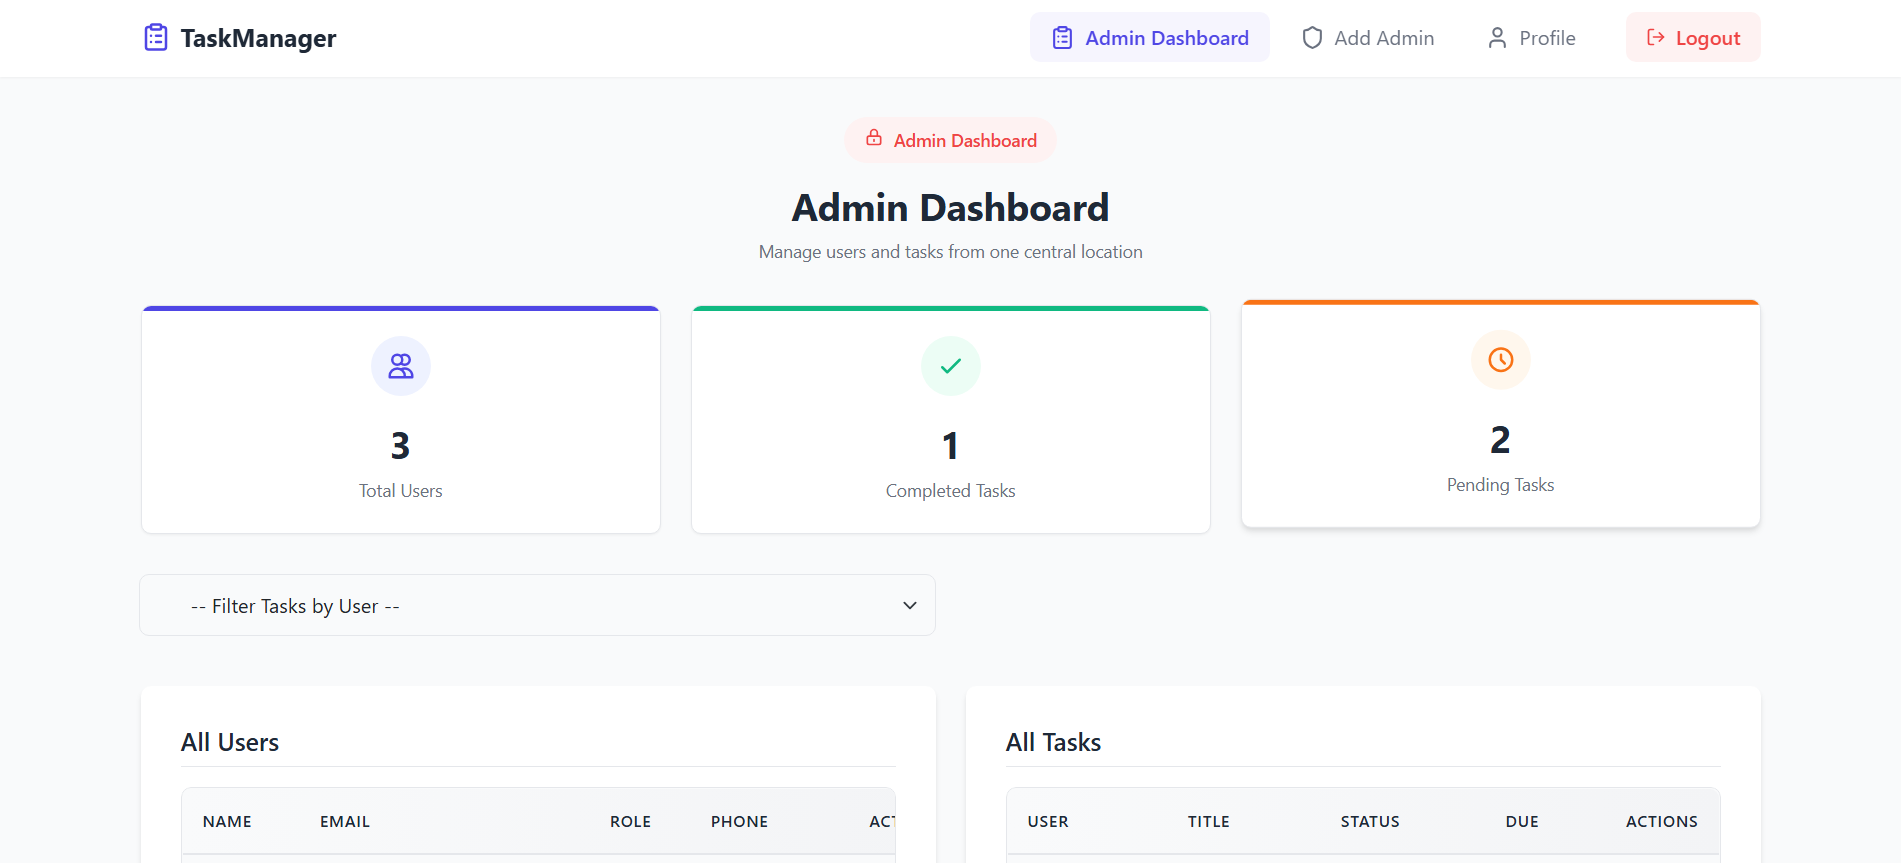 TaskManager
Admin Dashboard
Add Admin
Profile
Logout
Admin Dashboard
Admin Dashboard
Manage users and tasks from one central location
3
Total Users
1
Completed Tasks
2
Pending Tasks
-- Filter Tasks by User --
All Users
NAME EMAIL ROLE PHONE
All Tasks
USER TITLE STATUS DUE ACTIONS